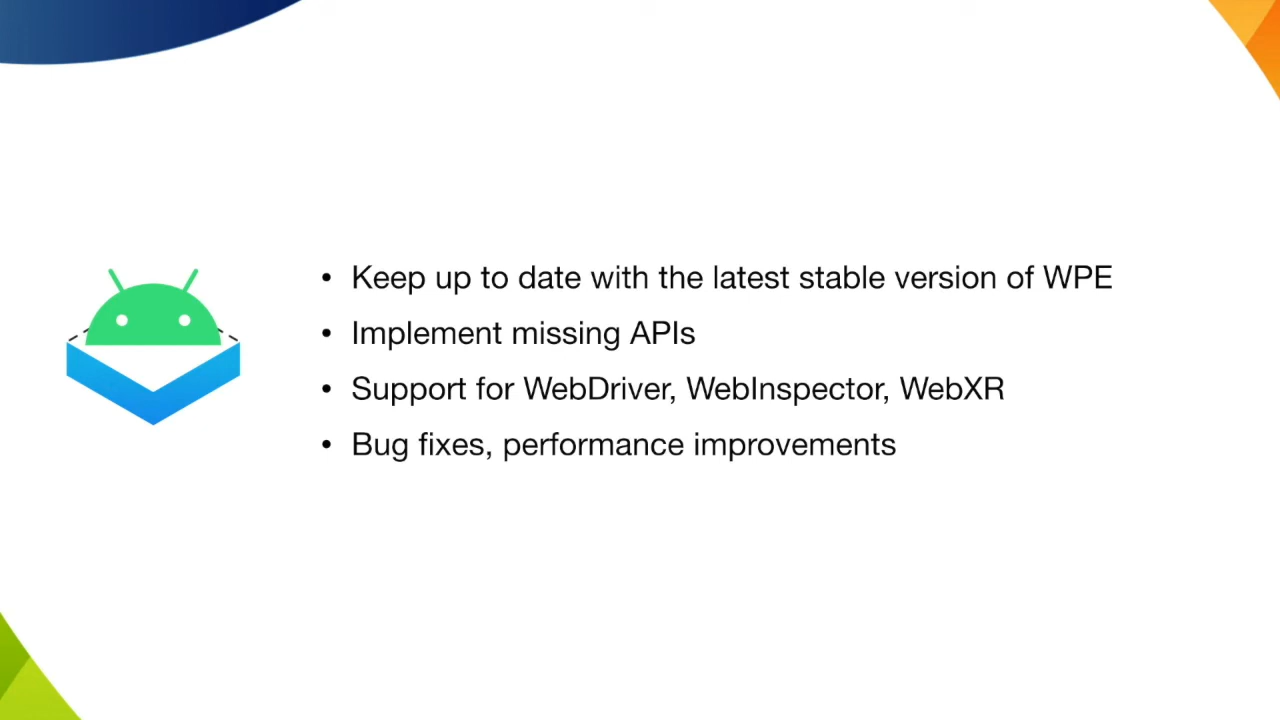 • Keep up to date with the latest stable version of WPE
• Implement missing APIs
• Support for WebDriver, WebInspector, WebXR
• Bug fixes, performance improvements